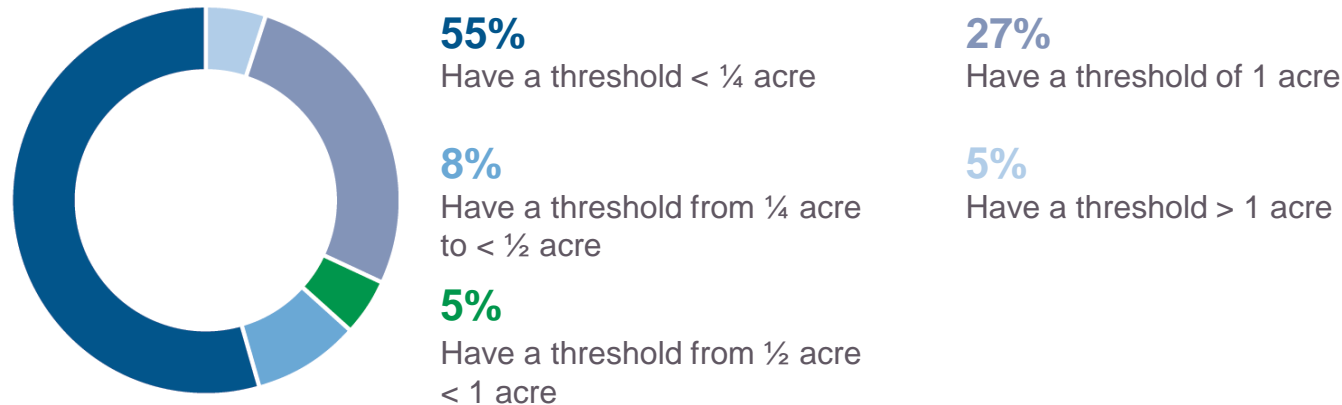 55%
Have a threshold < ¼ acre
8%
Have a threshold from ¼ acre
to < ½ acre
5%
Have a threshold from ½ acre
< 1 acre
27%
Have a threshold of 1 acre
5%
Have a threshold > 1 acre